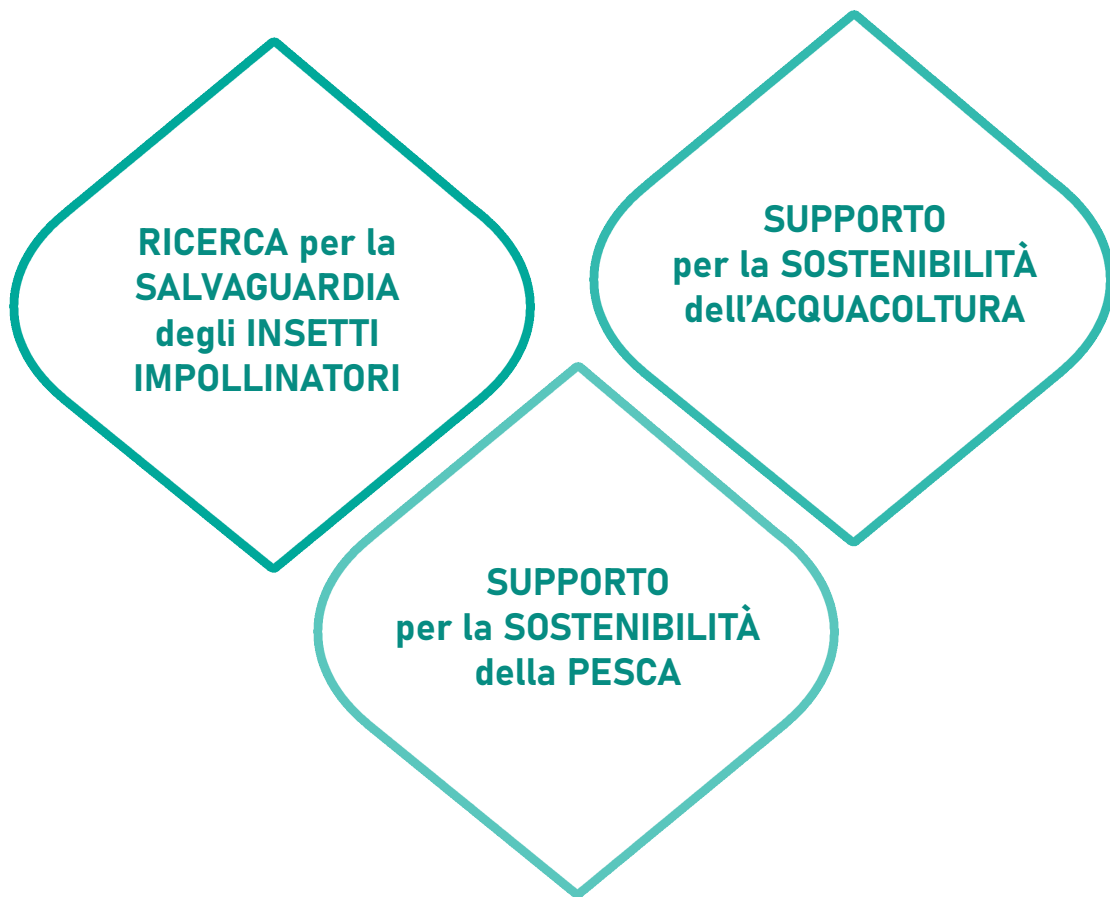 RICERCA per la
SALVAGUARDIA
degli INSETTI
IMPOLLINATORI
SUPPORTO
per la SOSTENIBILITÀ
dell’ACQUACOLTURA
SUPPORTO
per la SOSTENIBILITÀ
della PESCA